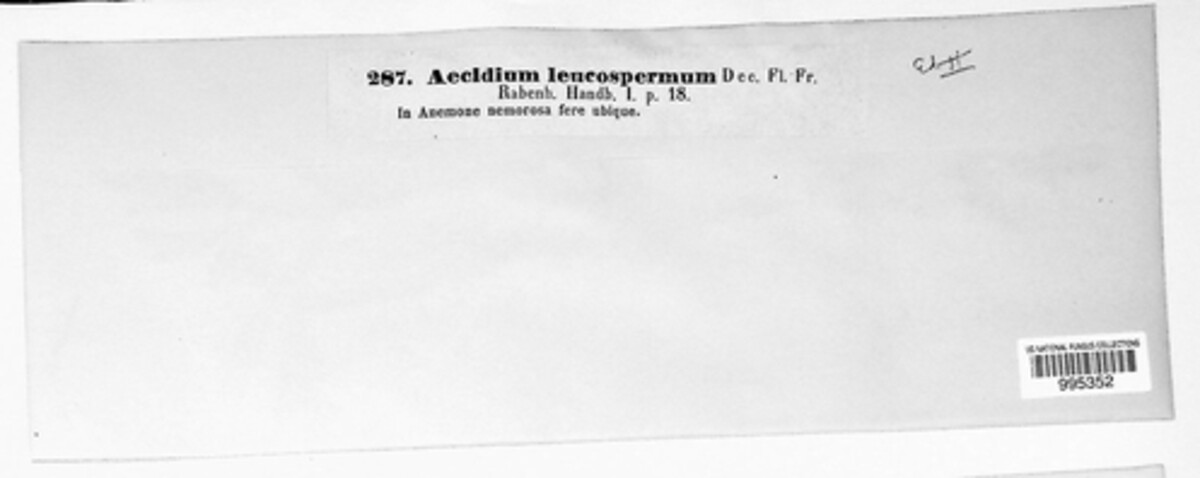 287. Aecidium leucospermum Dec. Fl. Fr.
Rabenh. Handb. I. p. 18.
In Anemone nemorosa fere ubique.
US NATIONAL FUNGUS COLLECTIONS
995352